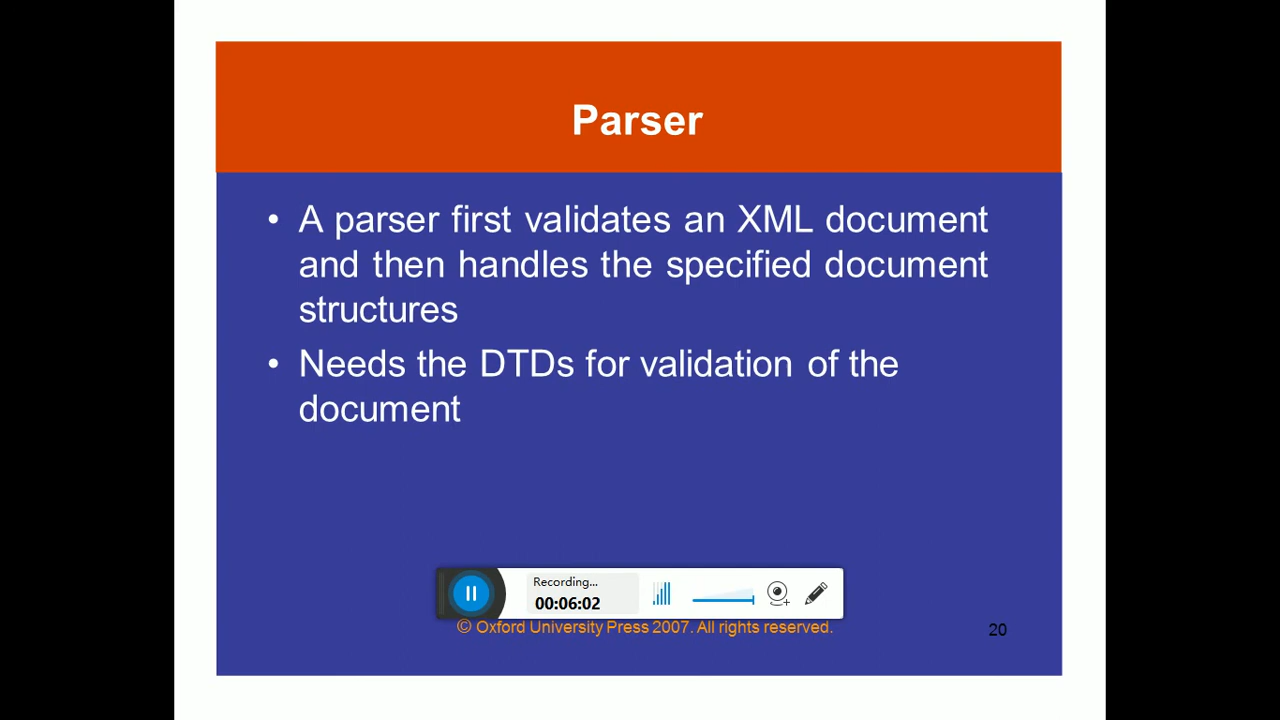 Parser
• A parser first validates an XML document
and then handles the specified document
structures
• Needs the DTDs for validation of the
document
Recording...
00:06:02
© Oxford University Press 2007. All rights reserved.
20